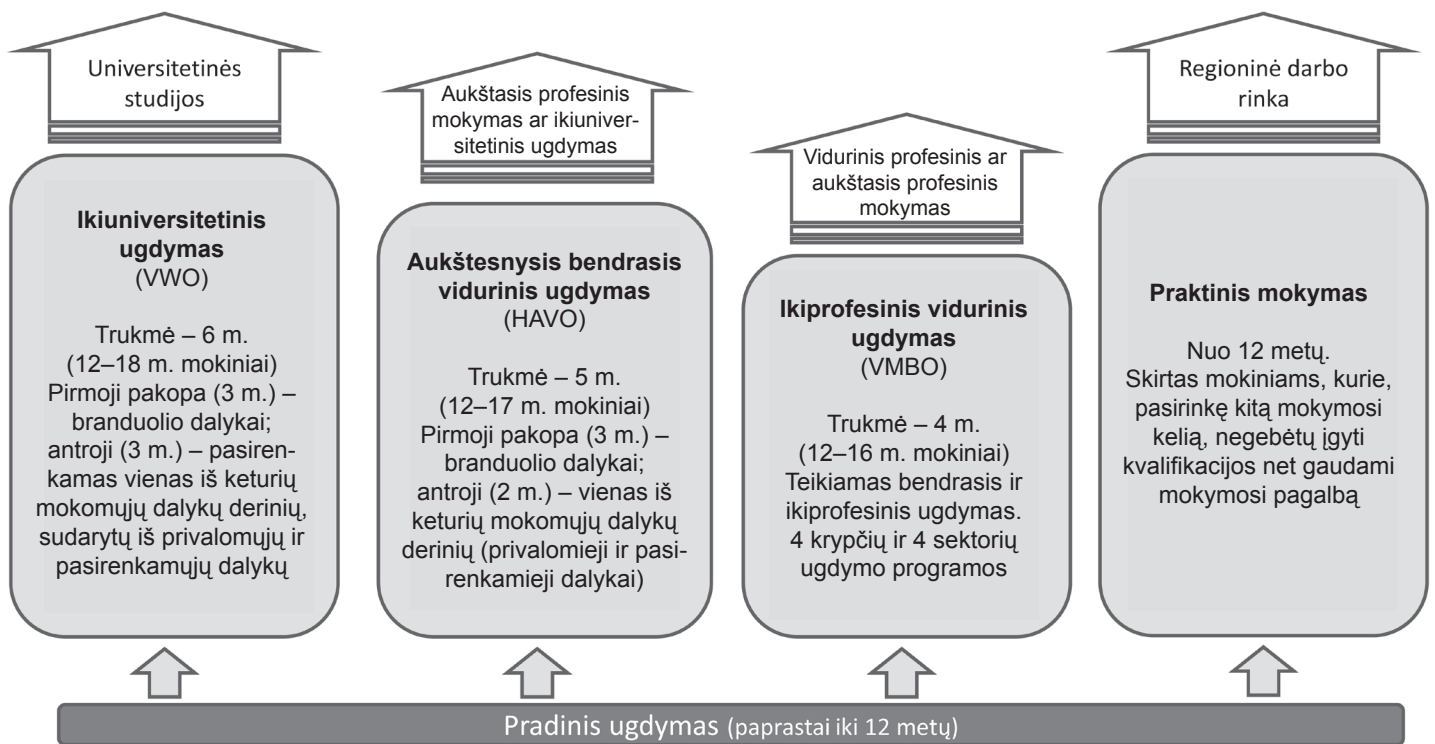 Universitetinės
studijos
Ikiuniversitetinis
ugdymas
(VWO)
Trukmė – 6 m.
(12–18 m. mokiniai)
Pirmoji pakopa (3 m.) –
branduolio dalykai;
antroji (3 m.) – pasiren-
kamas vienas iš keturių
mokomųjų dalykų derinių,
sudarytų iš privalomųjų ir
pasirenkamųjų dalykų
Aukštasis profesinis
mokymas ar ikiuniver-
sitetinis ugdymas
Aukštesnysis bendrasis
vidurinis ugdymas
(HAVO)
Trukmė – 5 m.
(12–17 m. mokiniai)
Pirmoji pakopa (3 m.) –
branduolio dalykai;
antroji (2 m.) – vienas iš
keturių mokomųjų dalykų
derinių (privalomieji ir pasi-
renkamieji dalykai)
Vidurinis profesinis ar
aukštasis profesinis
mokymas
Ikiprofesinis vidurinis
ugdymas
(VMBO)
Trukmė – 4 m.
(12–16 m. mokiniai)
Teikiamas bendrasis ir
ikiprofesinis ugdymas.
4 krypčių ir 4 sektorių
ugdymo programos
Regioninė darbo
rinka
Praktinis mokymas
Nuo 12 metų.
Skirtas mokiniams, kurie,
pasirinkę kitą mokymosi
kelią, negebėtų įgyti
kvalifikacijos net gaudami
mokymosi pagalbą
Pradinis ugdymas (paprastai iki 12 metų)